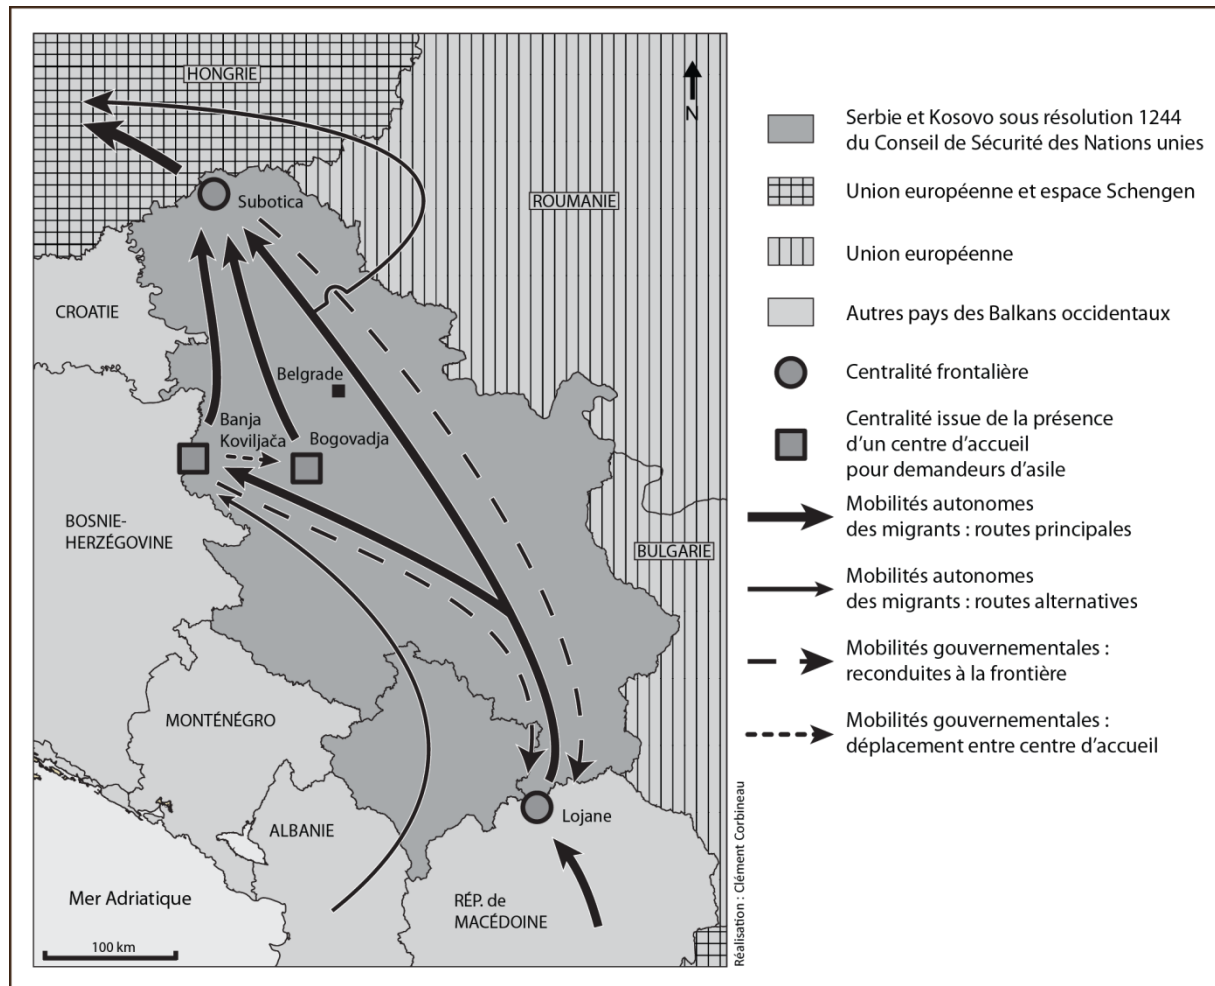 HONGRIE
N
Subotica
ROUMANIE
CROATIE
Belgrade
Banja
Koviljača
Bogovadja
BOSNIE-
HERZÉGOVINE
BULGARIE
MONTÉNÉGRO
ALBANIE
Lojane
Mer Adriatique
RÉP. de
MACÉDOINE
100 km
Réalisation : Clément Corbineau
Serbie et Kosovo sous résolution 1244
du Conseil de Sécurité des Nations unies
Union européenne et espace Schengen
Union européenne
Autres pays des Balkans occidentaux
Centralité frontalière
Centralité issue de la présence
d'un centre d'accueil
pour demandeurs d'asile
Mobilités autonomes
des migrants : routes principales
Mobilités autonomes
des migrants : routes alternatives
Mobilités gouvernementales :
reconduites à la frontière
Mobilités gouvernementales :
déplacement entre centre d'accueil